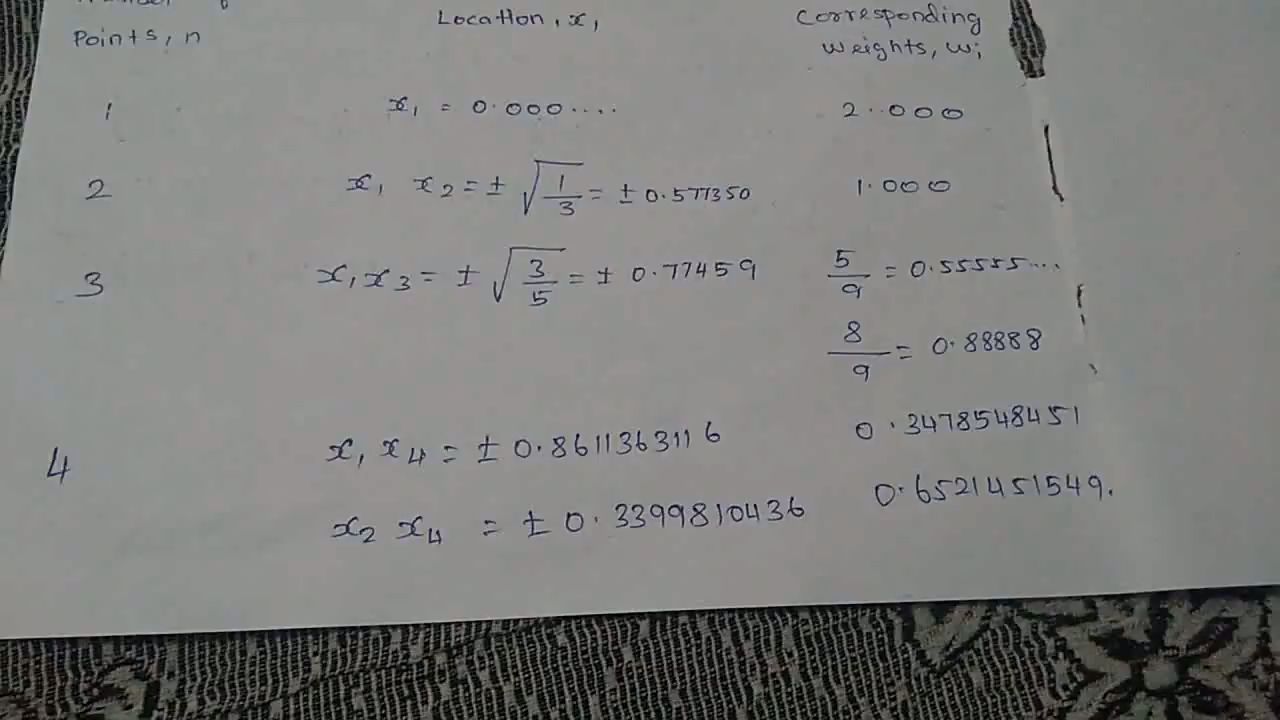 Points, n Location, x, Corresponding
weights, wi
1 x1 = 0.000.... 2.000
2 x1 x2 = ± √1/3 = ± 0.577350 1.000
3 x1 x3 = ± √3/5 = ± 0.77459 5/9 = 0.55555...
8/9 = 0.88888
4 x1 x4 = ± 0.8611363116 0.3478548451
x2 x4 = ± 0.3399810436 0.6521451549.